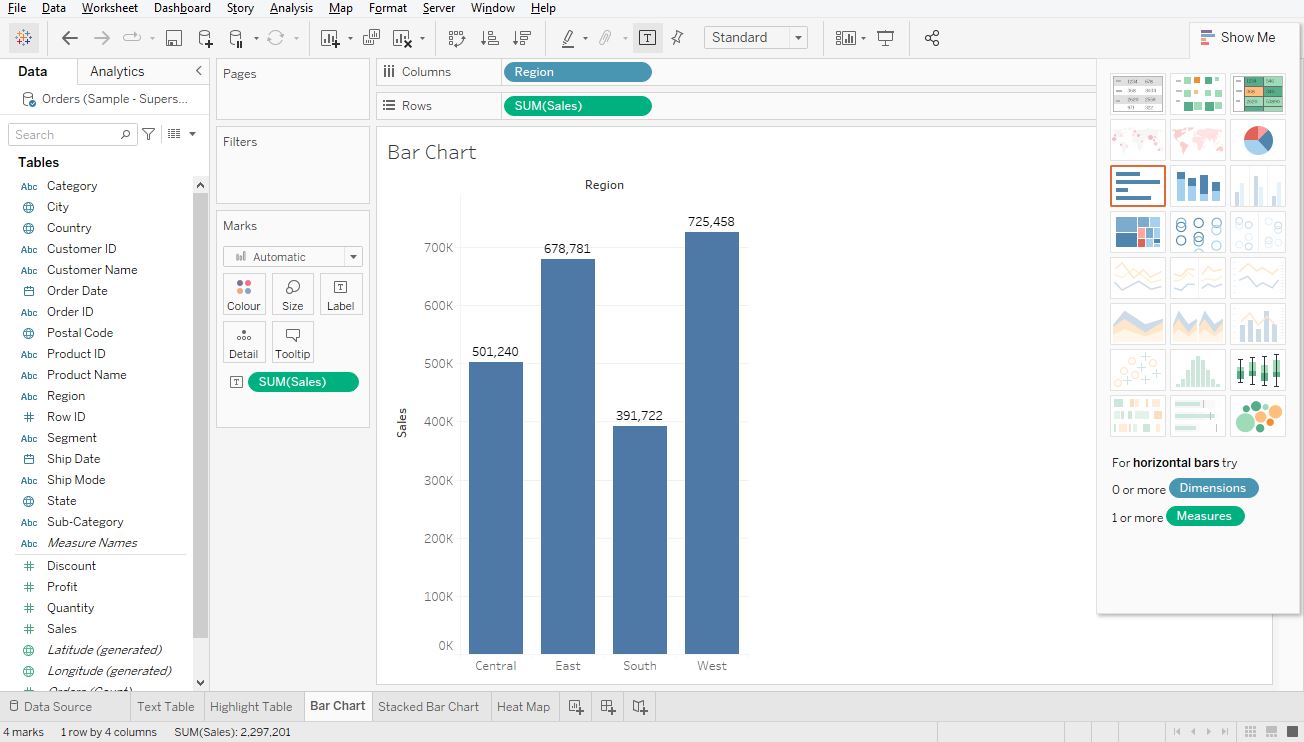 File Data Worksheet Dashboard Story Analysis Map Format Server Window Help
Standard
Show Me
Data Analytics
Orders (Sample - Supers...
Search
Tables
Abc Category
City
Country
Abc Customer ID
Abc Customer Name
Order Date
Abc Order ID
Postal Code
Abc Product ID
Abc Product Name
Abc Region
Row ID
Abc Segment
Ship Date
Abc Ship Mode
State
Abc Sub-Category
Abc Measure Names
Discount
Profit
Quantity
Sales
Latitude (generated)
Longitude (generated)
Orders (Count)
Pages
Filters
Marks
Automatic
Colour Size Label
Detail Tooltip
SUM(Sales)
Columns Region
Rows SUM(Sales)
Bar Chart
Region
725,458
678,781
501,240
391,722
700K
600K
500K
400K
300K
200K
100K
0K
Sales
Central East South West
For horizontal bars try
0 or more Dimensions
1 or more Measures
Data Source Text Table Highlight Table Bar Chart Stacked Bar Chart Heat Map
4 marks 1 row by 4 columns SUM(Sales): 2,297,201